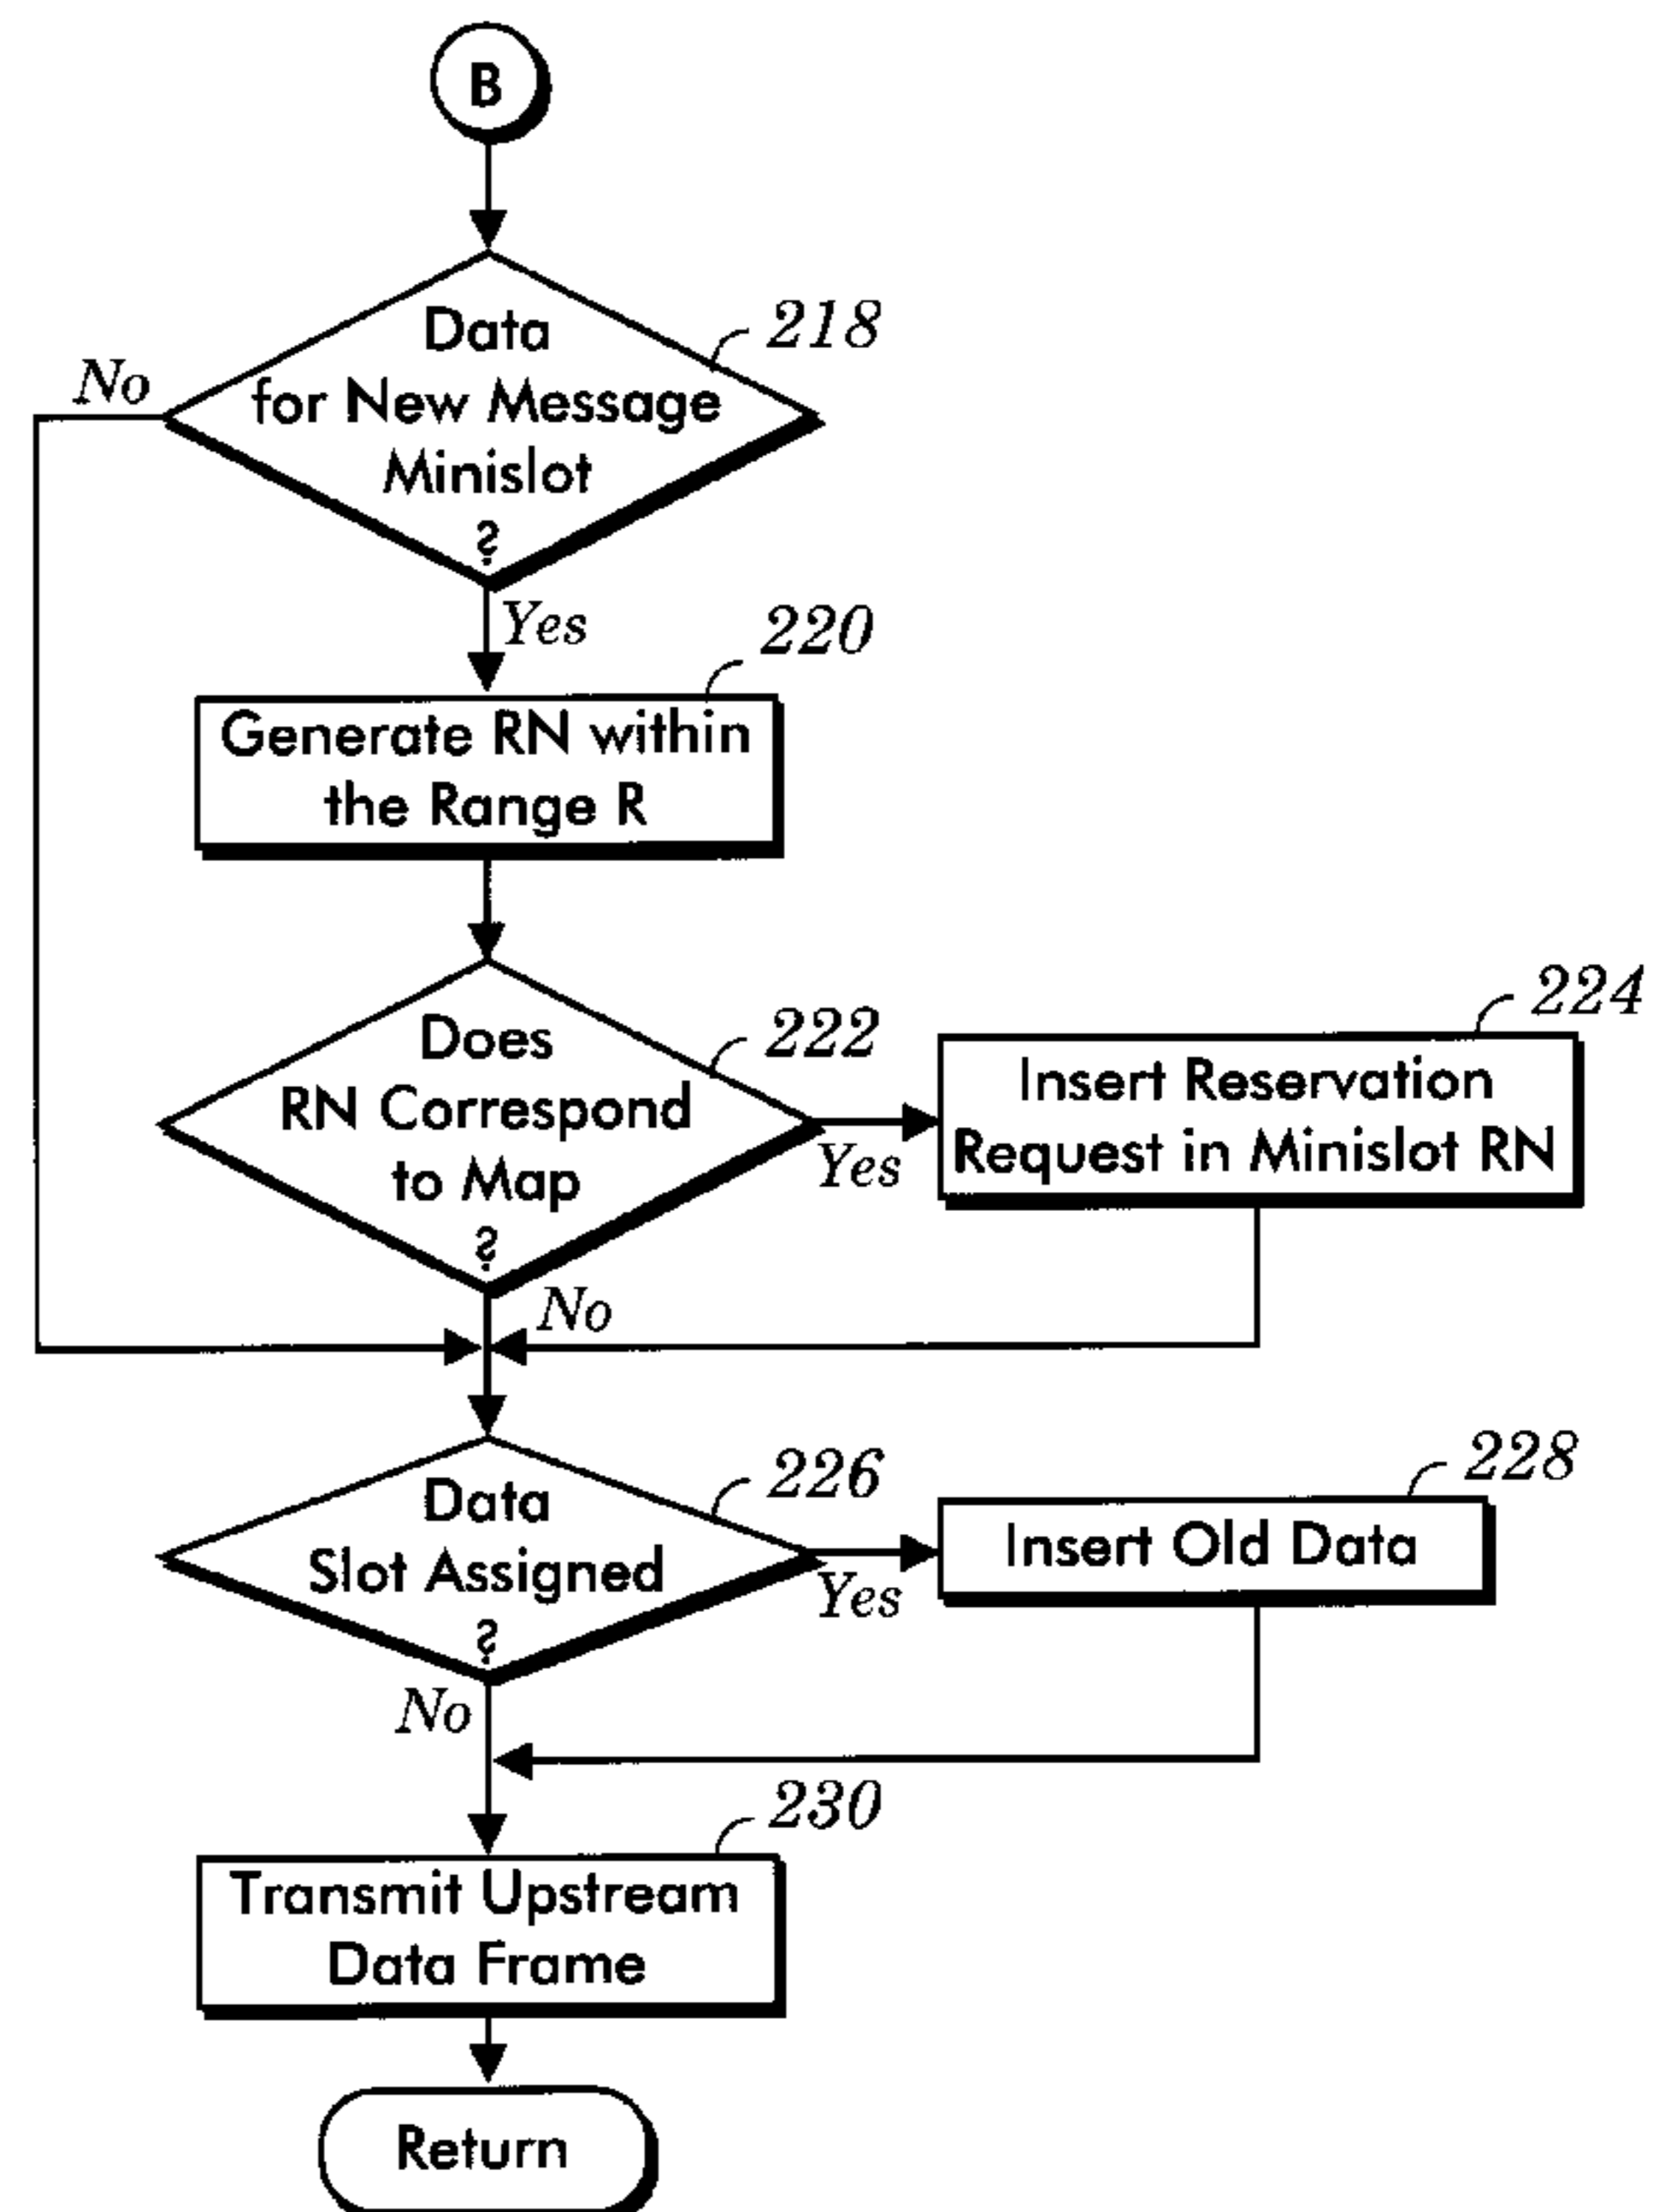 B
Data
for New Message
Minislot
?
218
No
Yes
220
Generate RN within
the Range R
Does
RN Correspond
to Map
?
222
Yes
224
Insert Reservation
Request in Minislot RN
No
Data
Slot Assigned
?
226
Yes
228
Insert Old Data
No
230
Transmit Upstream
Data Frame
Return